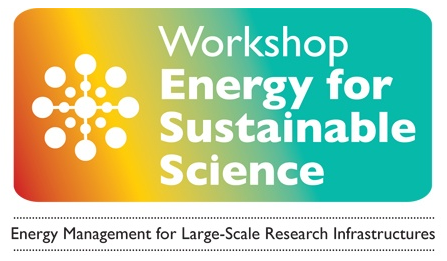 Workshop
Energy for
Sustainable
Science
Energy Management for Large-Scale Research Infrastructures